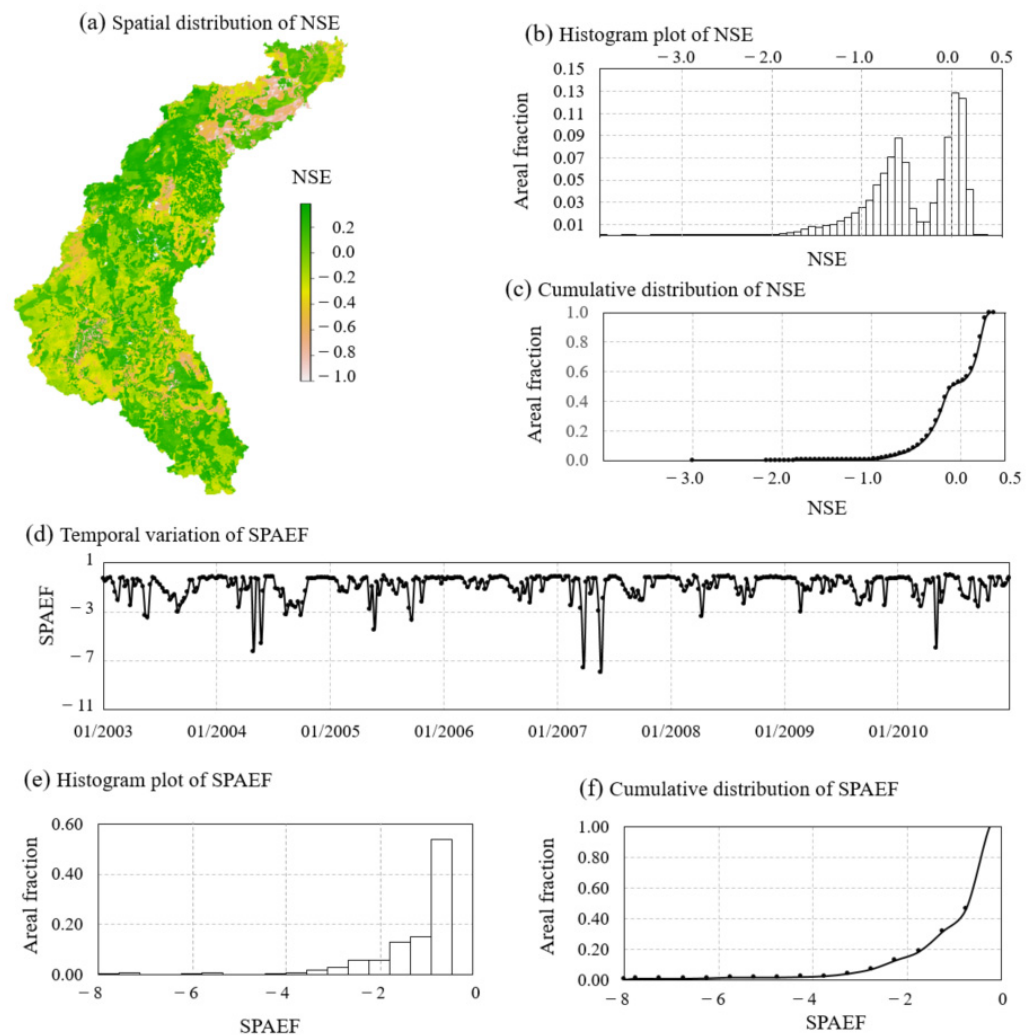 (a) Spatial distribution of NSE
NSE
0.2
0.0
− 0.2
− 0.4
− 0.6
− 0.8
− 1.0
(b) Histogram plot of NSE
− 3.0 − 2.0 − 1.0 0.0 0.5
0.15
0.13
0.09
0.07
0.05
0.03
0.01
Areal fraction
NSE
(c) Cumulative distribution of NSE
1.0
0.8
0.6
0.4
0.2
0.0
Areal fraction
− 3.0 − 2.0 − 1.0 0.0 0.5
NSE
(d) Temporal variation of SPAEF
1
− 3
− 7
− 11
SPAEF
01/2003 01/2004 01/2005 01/2006 01/2007 01/2008 01/2009 01/2010
(e) Histogram plot of SPAEF
0.60
0.40
0.20
0.00
Areal fraction
− 8 − 6 − 4 − 2 0
SPAEF
(f) Cumulative distribution of SPAEF
1.00
0.80
0.60
0.40
0.20
0.00
Areal fraction
− 8 − 6 − 4 − 2 0
SPAEF